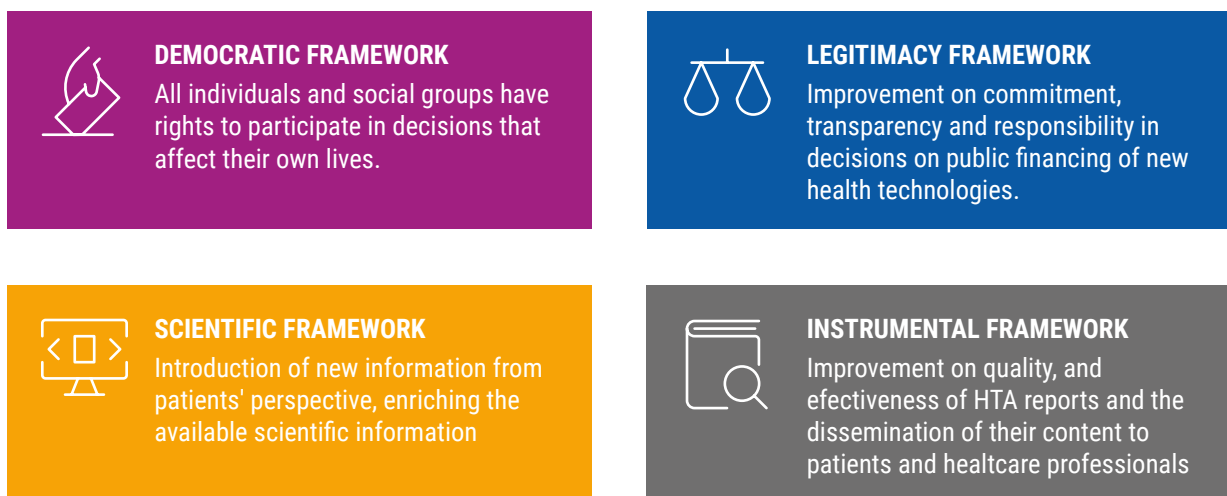 DEMOCRATIC FRAMEWORK
All individuals and social groups have
rights to participate in decisions that
affect their own lives.
LEGITIMACY FRAMEWORK
Improvement on commitment,
transparency and responsibility in
decisions on public financing of new
health technologies.
SCIENTIFIC FRAMEWORK
Introduction of new information from
patients' perspective, enriching the
available scientific information
INSTRUMENTAL FRAMEWORK
Improvement on quality, and
efectiveness of HTA reports and the
dissemination of their content to
patients and healtcare professionals